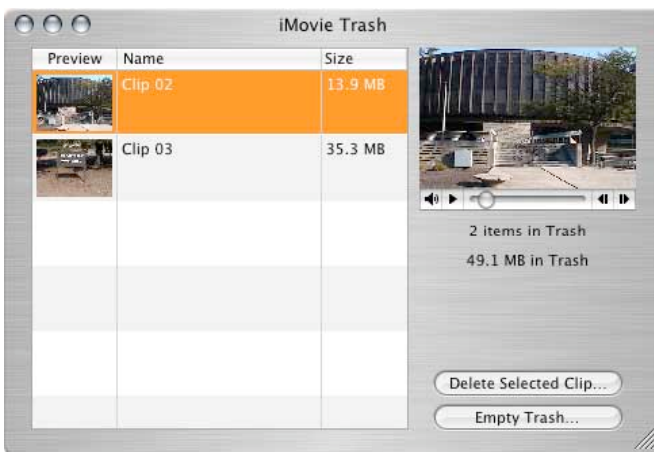 iMovie Trash
Preview Name Size
Clip 02 13.9 MB
Clip 03 35.3 MB
2 items in Trash
49.1 MB in Trash
Delete Selected Clip...
Empty Trash...